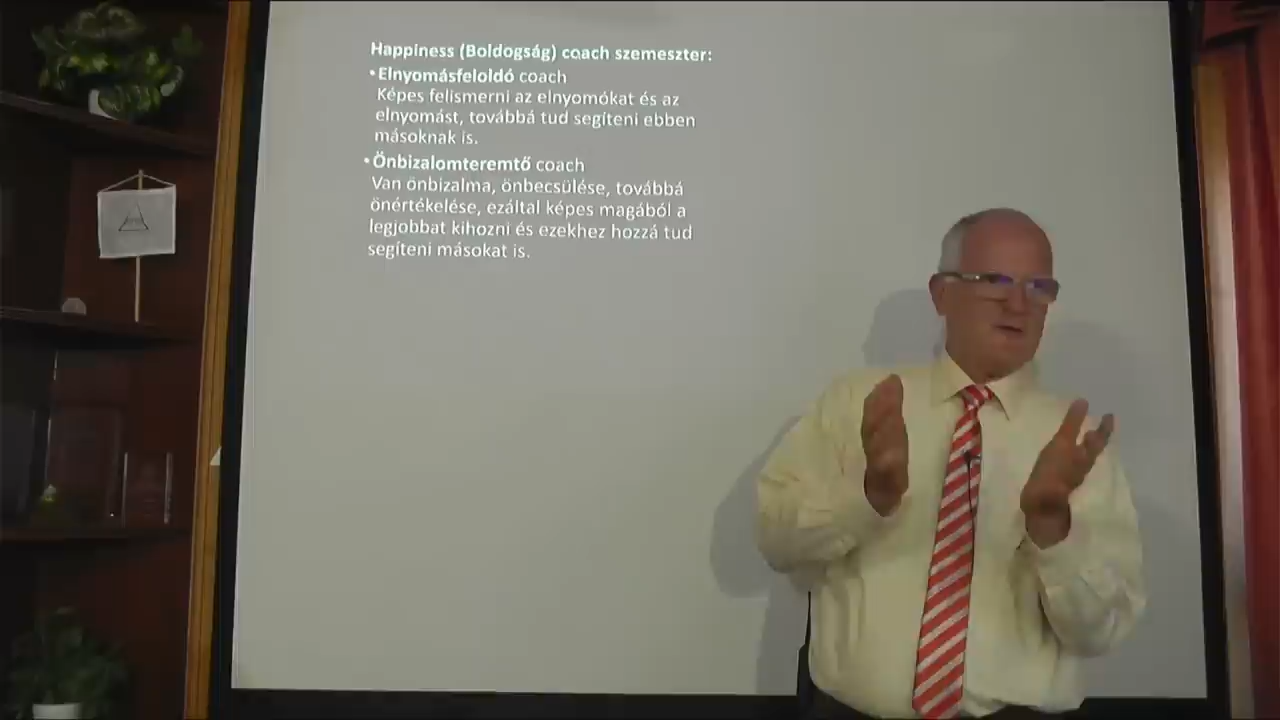 Happiness (Boldogság) coach szemeszter:
•Elnyomásfeloldó coach
Képes felismerni az elnyomókat és az
elnyomást, továbbá tud segíteni ebben
másoknak is.
•Önbizalomteremtő coach
Van önbizalma, önbecsülése, továbbá
önértékelése, ezáltal képes magából a
legjobbat kihozni és ezekhez hozzá tud
segíteni másokat is.